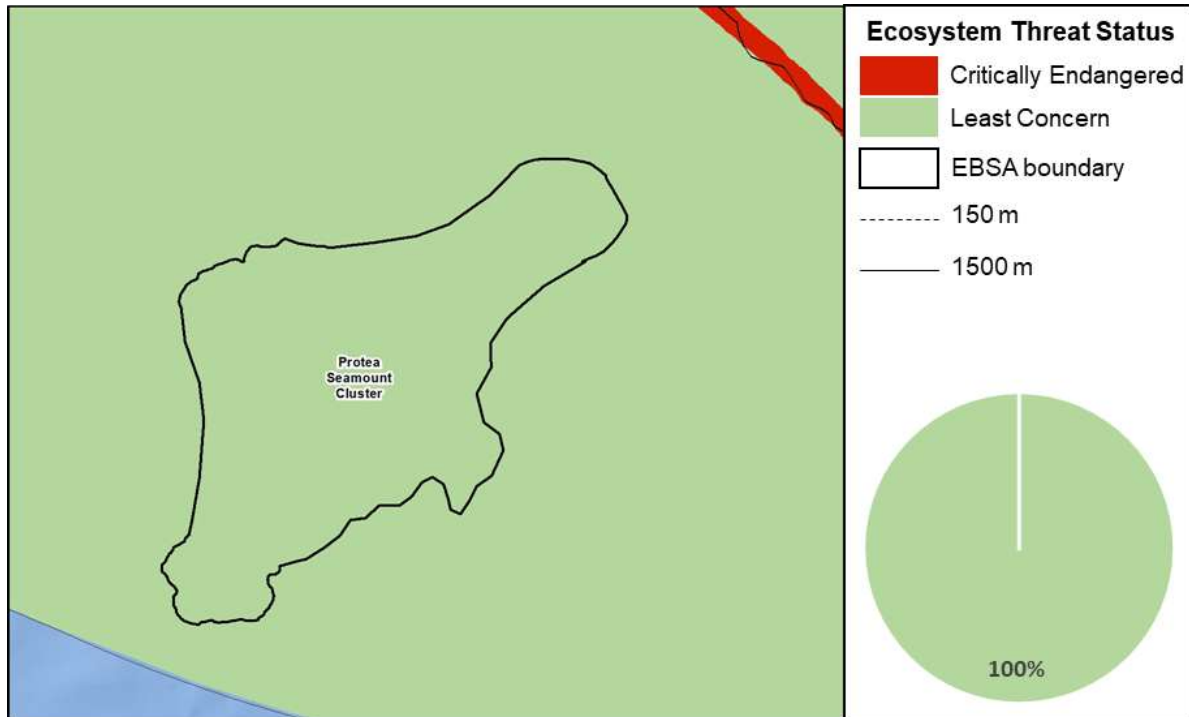 Ecosystem Threat Status
Critically Endangered
Least Concern
EBSA boundary
150 m
1500 m
Protea
Seamount
Cluster
100%